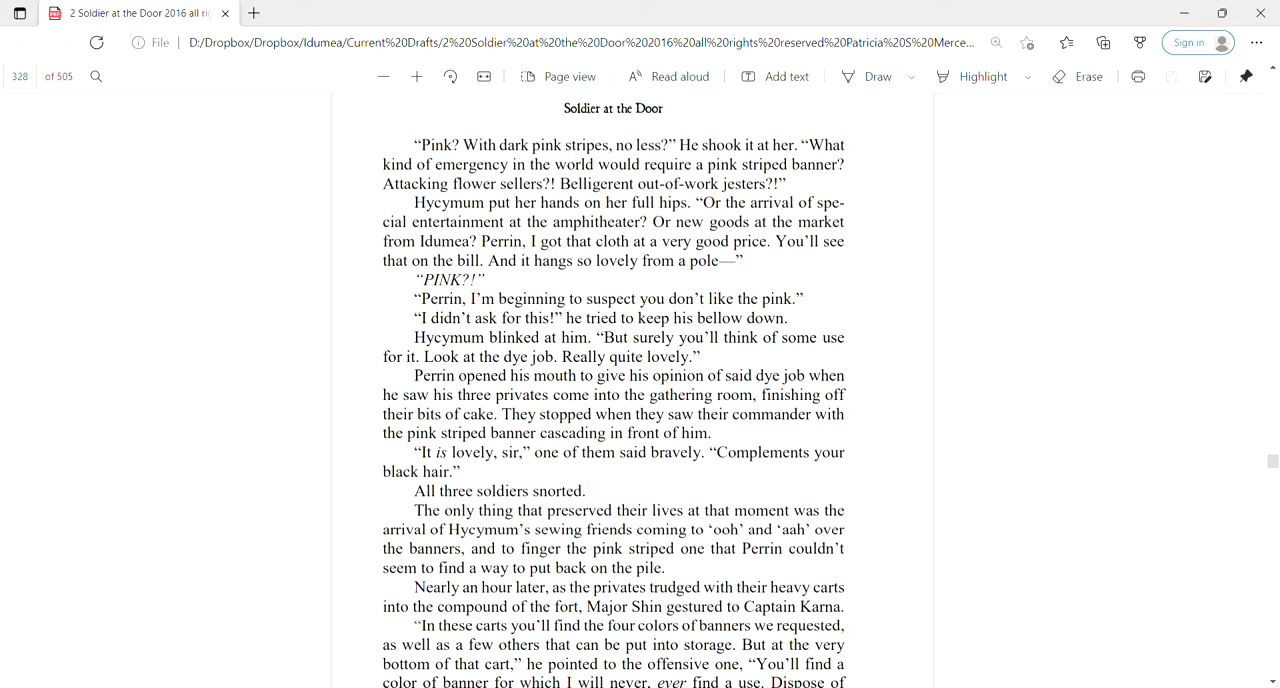 2 Soldier at the Door 2016 all ri
File
D:/Dropbox/Dropbox/Idumea/Current%20Drafts/2%20Soldier%20at%20the%20Door%202016%20all%20rights%20reserved%20Patricia%20S%20Merce...
Sign in
328 of 505
Page view
Read aloud
Add text
Draw
Highlight
Erase
Soldier at the Door
“Pink? With dark pink stripes, no less?” He shook it at her. “What
kind of emergency in the world would require a pink striped banner?
Attacking flower sellers?! Belligerent out-of-work jesters?!”
Hycymum put her hands on her full hips. “Or the arrival of spe-
cial entertainment at the amphitheater? Or new goods at the market
from Idumea? Perrin, I got that cloth at a very good price. You’ll see
that on the bill. And it hangs so lovely from a pole—”
“PINK?!”
“Perrin, I’m beginning to suspect you don’t like the pink.”
“I didn’t ask for this!” he tried to keep his bellow down.
Hycymum blinked at him. “But surely you’ll think of some use
for it. Look at the dye job. Really quite lovely.”
Perrin opened his mouth to give his opinion of said dye job when
he saw his three privates come into the gathering room, finishing off
their bits of cake. They stopped when they saw their commander with
the pink striped banner cascading in front of him.
“It is lovely, sir,” one of them said bravely. “Complements your
black hair.”
All three soldiers snorted.
The only thing that preserved their lives at that moment was the
arrival of Hycymum’s sewing friends coming to ‘ooh’ and ‘aah’ over
the banners, and to finger the pink striped one that Perrin couldn’t
seem to find a way to put back on the pile.
Nearly an hour later, as the privates trudged with their heavy carts
into the compound of the fort, Major Shin gestured to Captain Karna.
“In these carts you’ll find the four colors of banners we requested,
as well as a few others that can be put into storage. But at the very
bottom of that cart,” he pointed to the offensive one, “You’ll find a
color of banner for which I will never, ever find a use. Dispose of